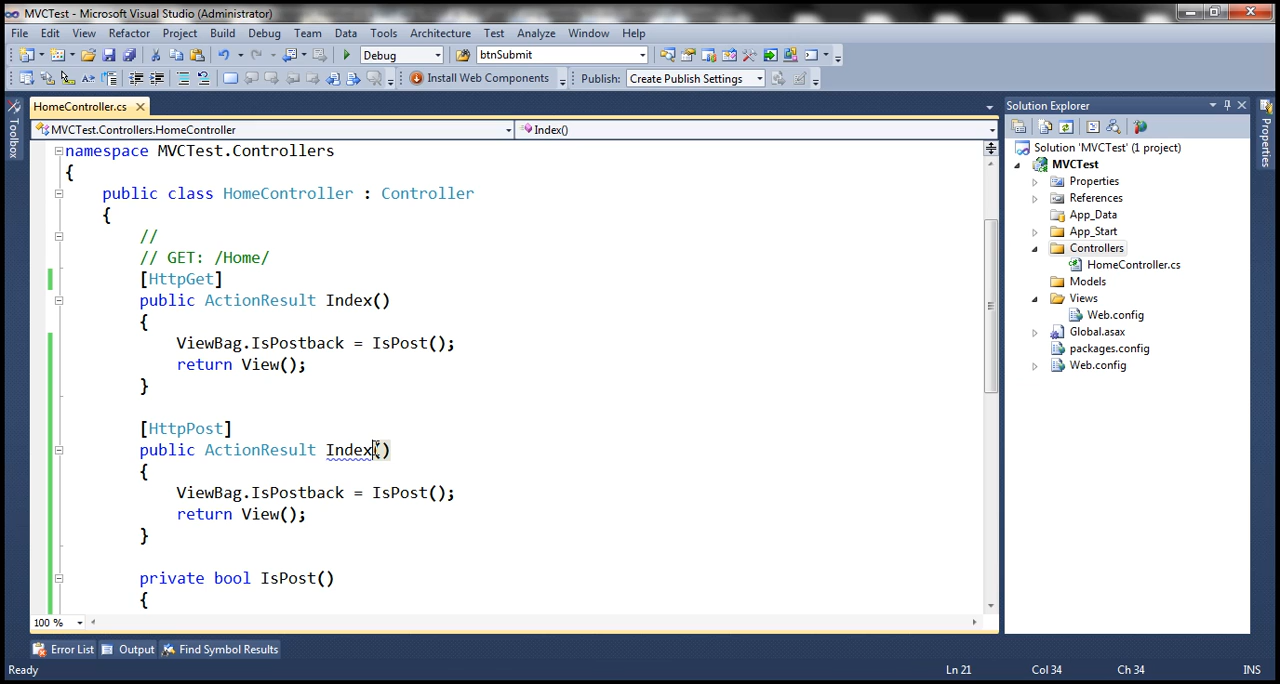 MVCTest - Microsoft Visual Studio (Administrator)
File Edit View Refactor Project Build Debug Team Data Tools Architecture Test Analyze Window Help
Debug btnSubmit
Install Web Components Publish: Create Publish Settings
HomeController.cs
Solution Explorer
Toolbox
Properties
MVCTest.Controllers.HomeController Index()
namespace MVCTest.Controllers
{
public class HomeController : Controller
{
//
// GET: /Home/
[HttpGet]
public ActionResult Index()
{
ViewBag.IsPostback = IsPost();
return View();
}
[HttpPost]
public ActionResult Index()
{
ViewBag.IsPostback = IsPost();
return View();
}
private bool IsPost()
{
Solution 'MVCTest' (1 project)
MVCTest
Properties
References
App_Data
App_Start
Controllers
HomeController.cs
Models
Views
Web.config
Global.asax
packages.config
Web.config
100 %
Error List Output Find Symbol Results
Ready Ln 21 Col 34 Ch 34 INS